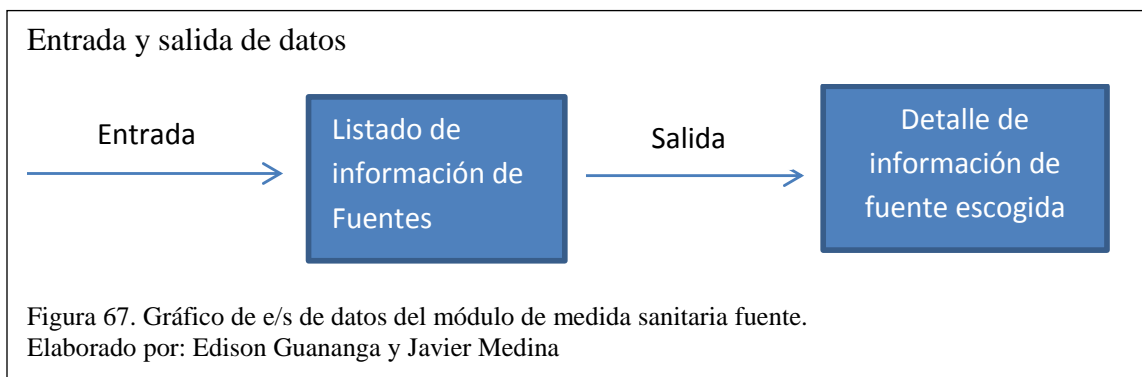 Entrada y salida de datos
Entrada
Listado de
información de
Fuentes
Salida
Detalle de
información de
fuente escogida
Figura 67. Gráfico de e/s de datos del módulo de medida sanitaria fuente.
Elaborado por: Edison Guananga y Javier Medina